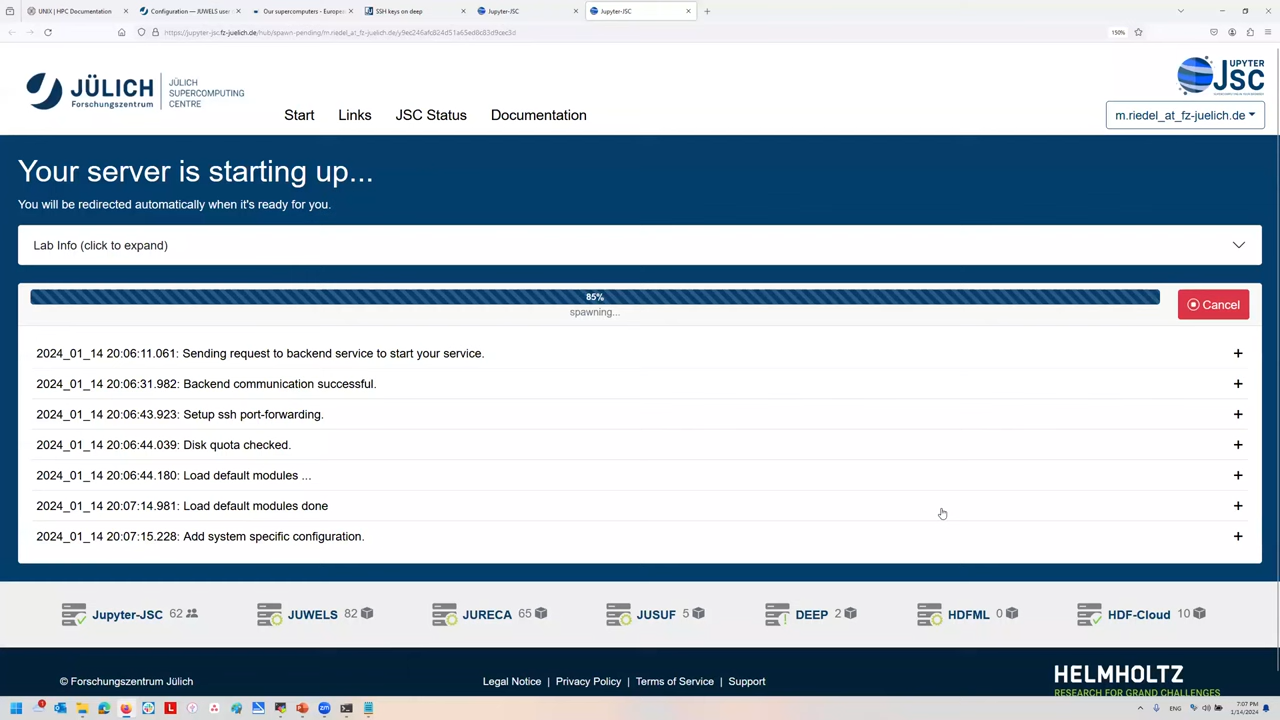 UNIX | HPC Documentation
Configuration — JUWELS user
Our supercomputers - Europea
SSH keys on deep
Jupyter-JSC
Jupyter-JSC
150%
JÜLICH
Forschungszentrum
JÜLICH
SUPERCOMPUTING
CENTRE
Start
Links
JSC Status
Documentation
JUPYTER
JSC
m.riedel_at_fz-juelich.de
Your server is starting up...
You will be redirected automatically when it's ready for you.
Lab Info (click to expand)
85%
spawning...
Cancel
2024_01_14 20:06:11.061: Sending request to backend service to start your service.
2024_01_14 20:06:31.982: Backend communication successful.
2024_01_14 20:06:43.923: Setup ssh port-forwarding.
2024_01_14 20:06:44.039: Disk quota checked.
2024_01_14 20:06:44.180: Load default modules ...
2024_01_14 20:07:14.981: Load default modules done
2024_01_14 20:07:15.228: Add system specific configuration.
Jupyter-JSC 62
JUWELS 82
JURECA 65
JUSUF 5
DEEP 2
HDFML 0
HDF-Cloud 10
© Forschungszentrum Jülich
Legal Notice | Privacy Policy | Terms of Service | Support
HELMHOLTZ
RESEARCH FOR GRAND CHALLENGES
ENG
7:07 PM
1/14/2024